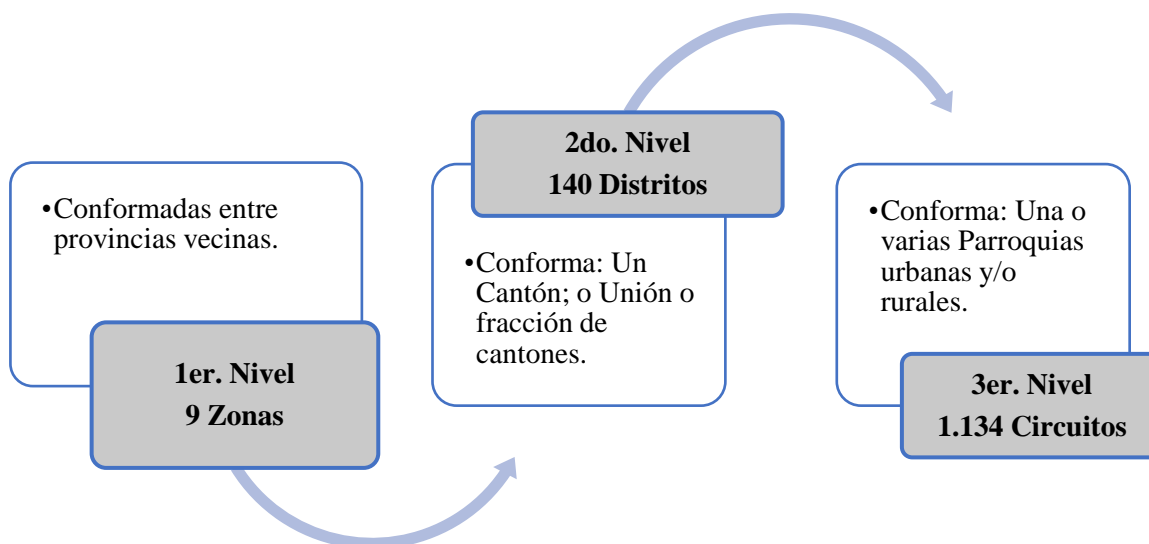 •Conformadas entre
provincias vecinas.
1er. Nivel
9 Zonas
2do. Nivel
140 Distritos
•Conforma: Un
Cantón; o Unión o
fracción de
cantones.
•Conforma: Una o
varias Parroquias
urbanas y/o
rurales.
3er. Nivel
1.134 Circuitos